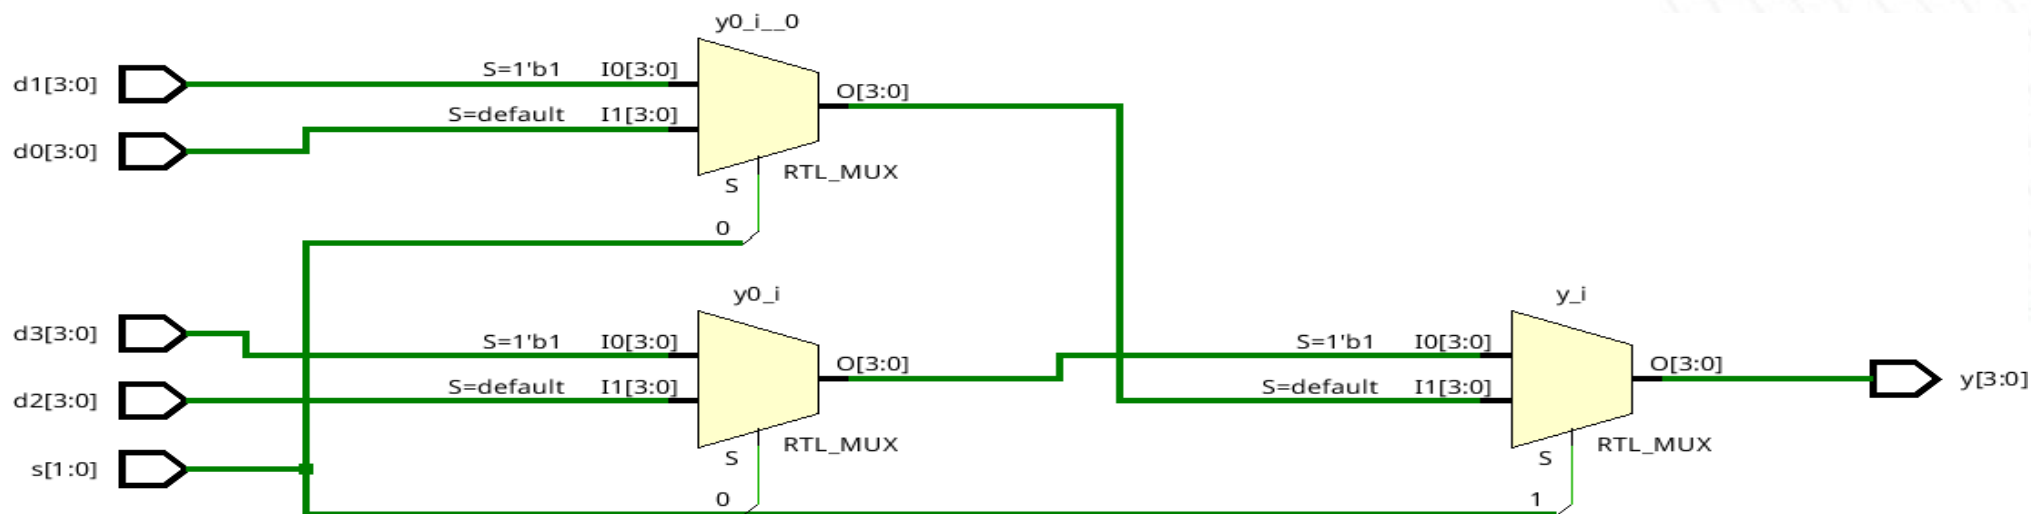 y0_i__0
d1[3:0] S=1'b1 I0[3:0] O[3:0]
d0[3:0] S=default I1[3:0]
S RTL_MUX
0
y0_i y_i
d3[3:0] S=1'b1 I0[3:0] O[3:0] S=1'b1 I0[3:0] O[3:0] y[3:0]
d2[3:0] S=default I1[3:0] S=default I1[3:0]
s[1:0] S RTL_MUX S RTL_MUX
0 1